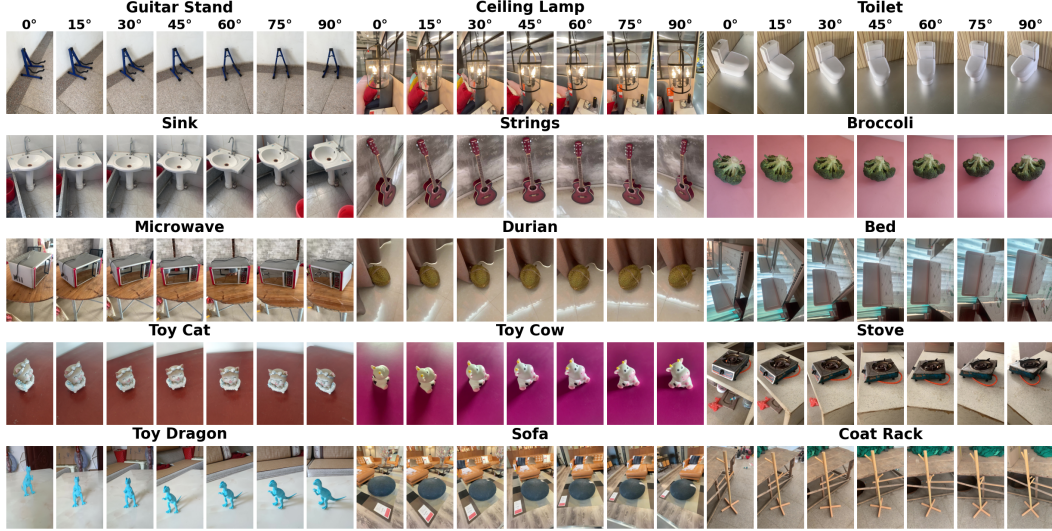 Guitar Stand Ceiling Lamp Toilet
0° 15° 30° 45° 60° 75° 90° 0° 15° 30° 45° 60° 75° 90° 0° 15° 30° 45° 60° 75° 90°
Sink Strings Broccoli
Microwave Durian Bed
Toy Cat Toy Cow Stove
Toy Dragon Sofa Coat Rack